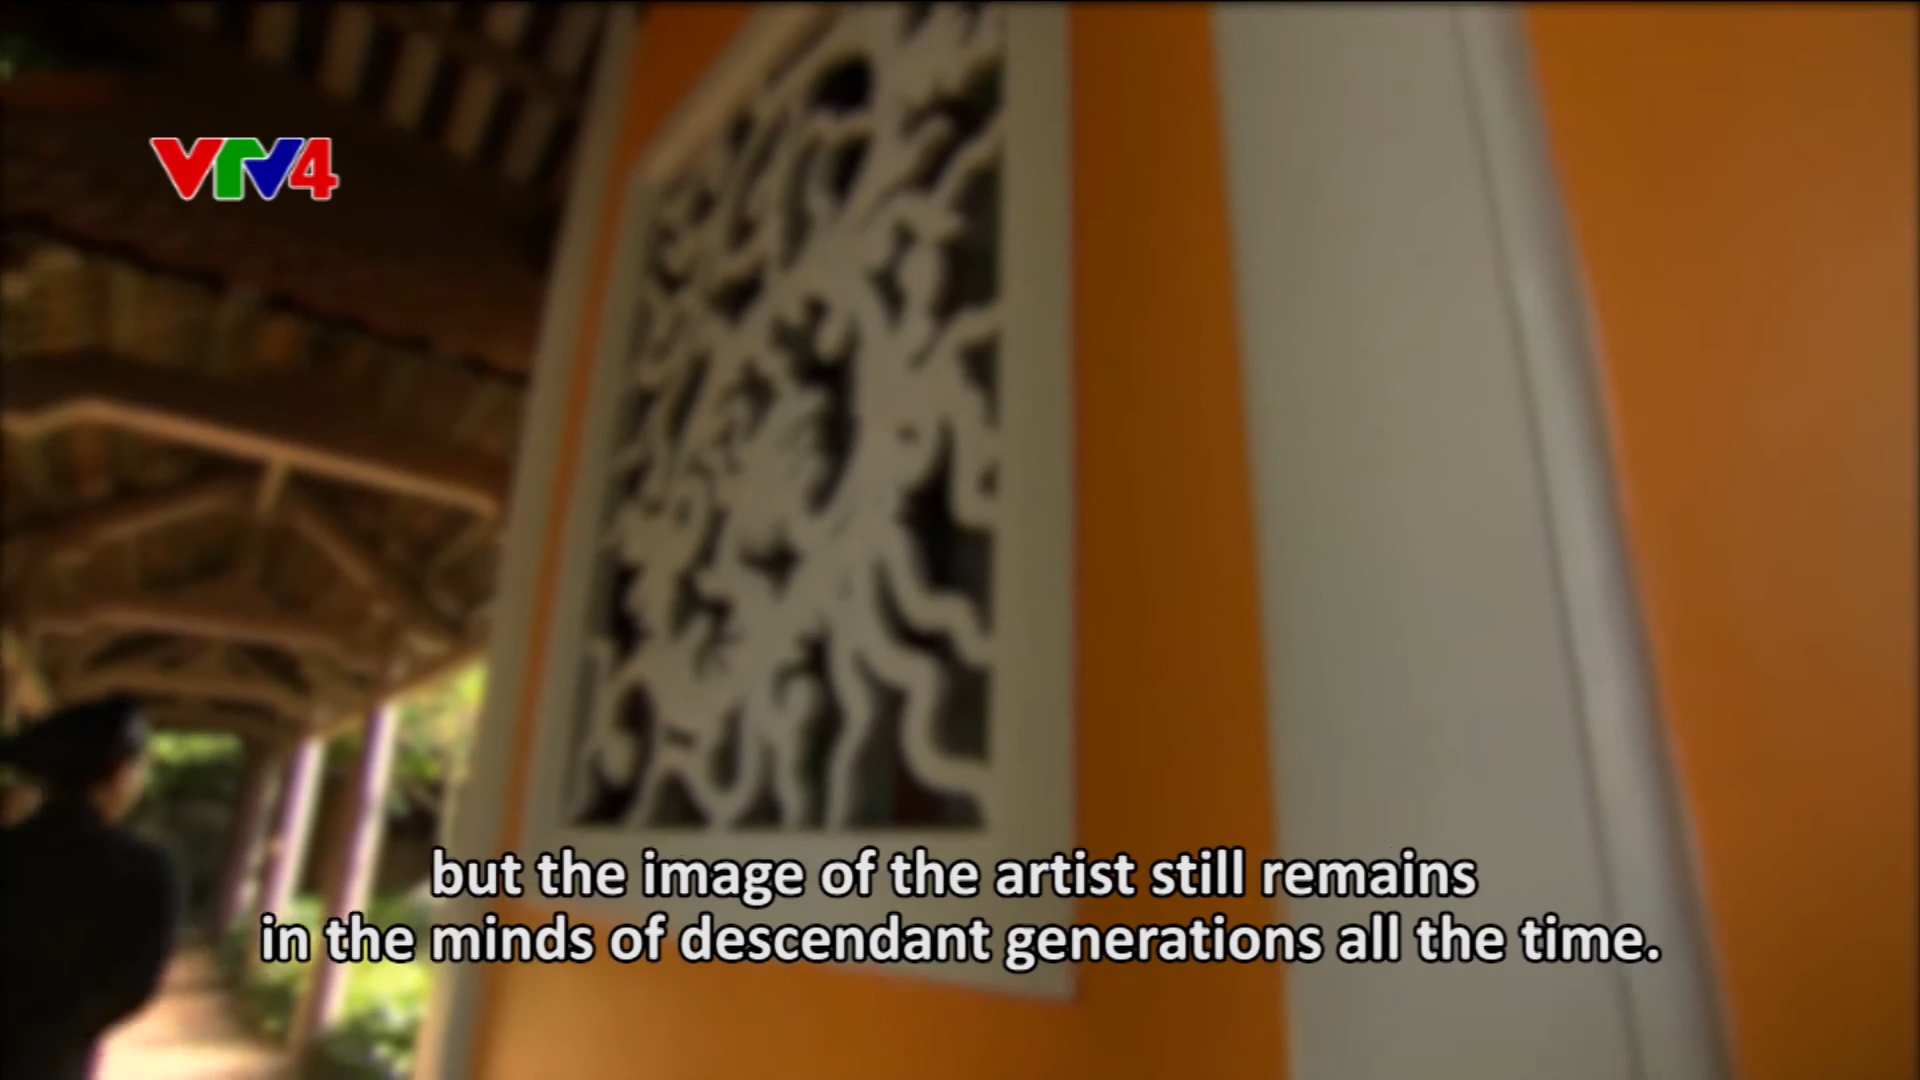 VTV4
but the image of the artist still remains
in the minds of descendant generations all the time.